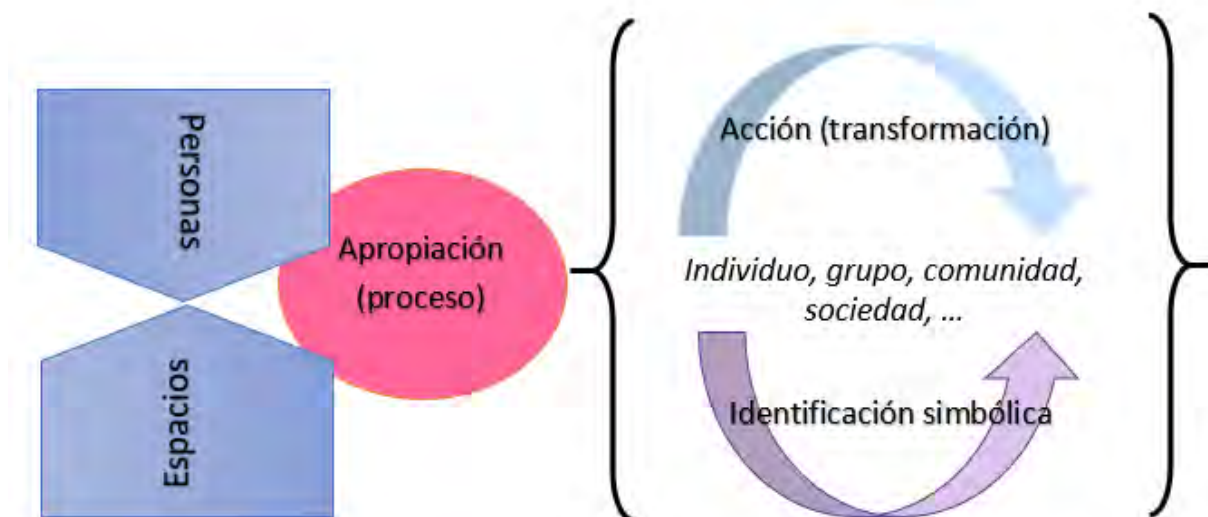 Personas
Espacios
Apropiación
(proceso)
Acción (transformación)
Individuo, grupo, comunidad,
sociedad, ...
Identificación simbólica